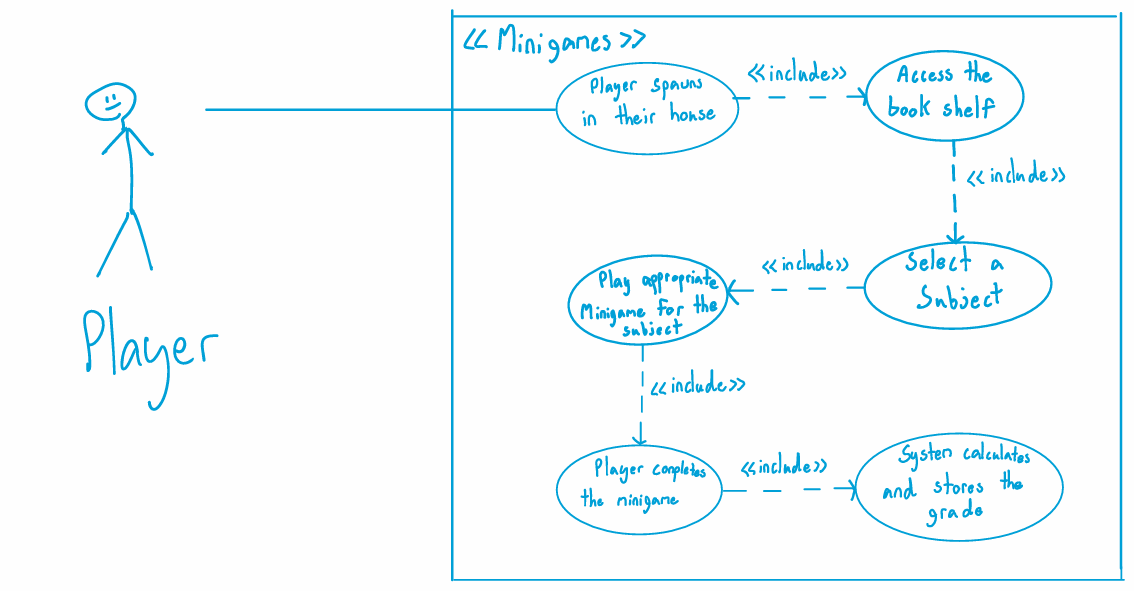 << Minigames >>
Player spawns
in their house
<<include>>
Access the
book shelf
<<include>>
Select a
Subject
<<include>>
Play appropriate
Minigame for the
subject
<<include>>
Player completes
the minigame
<<include>>
System calculates
and stores the
grade
Player